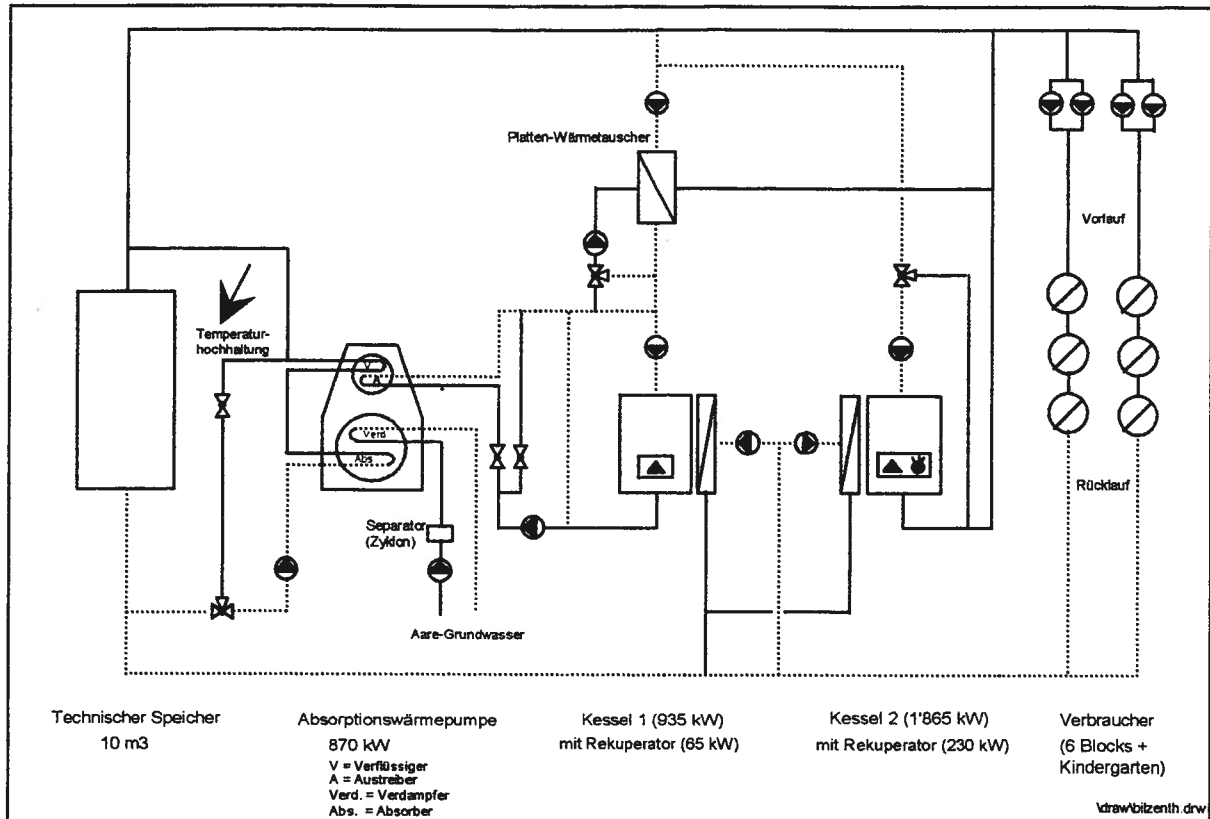 Platten-Wärmetauscher
Vorlauf
Temperatur-
hochhaltung
V
A
Verd
Abs
Rücklauf
Separator
(Zyklon)
Aare-Grundwasser
Technischer Speicher
10 m3
Absorptionswärmepumpe
870 kW
V = Verflüssiger
A = Austreiber
Verd. = Verdampfer
Abs. = Absorber
Kessel 1 (935 kW)
mit Rekuperator (65 kW)
Kessel 2 (1'865 kW)
mit Rekuperator (230 kW)
Verbraucher
(6 Blocks +
Kindergarten)
\draw\bilzenth.drw